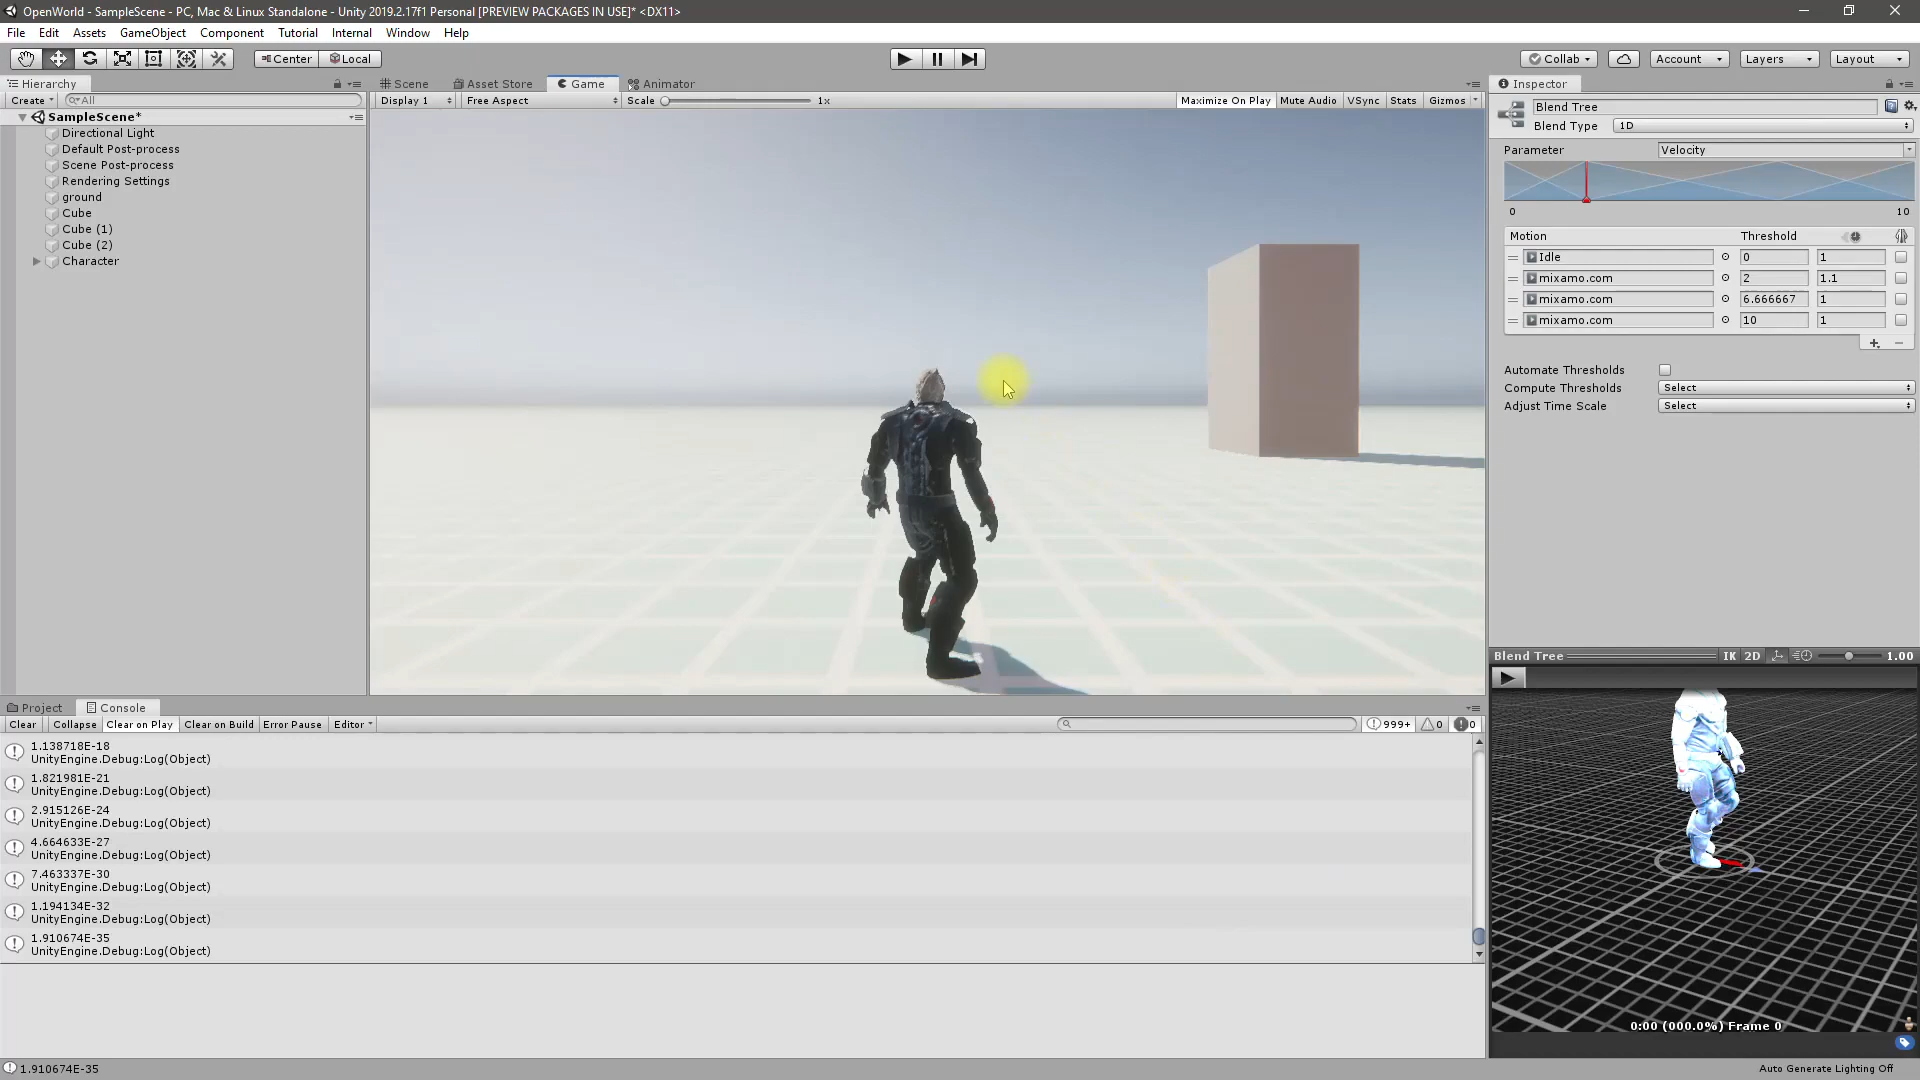 OpenWorld - SampleScene - PC, Mac & Linux Standalone - Unity 2019.2.17f1 Personal [PREVIEW PACKAGES IN USE]* <DX11>
File Edit Assets GameObject Component Tutorial Internal Window Help
Center Local Collab Account Layers Layout
Hierarchy
Create All
SampleScene*
Directional Light
Default Post-process
Scene Post-process
Rendering Settings
ground
Cube
Cube (1)
Cube (2)
Character
Scene Asset Store Game Animator
Display 1 Free Aspect Scale 1x Maximize On Play Mute Audio VSync Stats Gizmos
Inspector
Blend Tree
Blend Type 1D
Parameter Velocity
0 10
Motion Threshold
Idle 0 1
mixamo.com 2 1.1
mixamo.com 6.666667 1
mixamo.com 10 1
Automate Thresholds
Compute Thresholds Select
Adjust Time Scale Select
Blend Tree IK 2D 1.00
0:00 (000.0%) Frame 0
Project Console
Clear Collapse Clear on Play Clear on Build Error Pause Editor 999+ 0 0
1.138718E-18
UnityEngine.Debug:Log(Object)
1.821981E-21
UnityEngine.Debug:Log(Object)
2.915126E-24
UnityEngine.Debug:Log(Object)
4.664633E-27
UnityEngine.Debug:Log(Object)
7.463337E-30
UnityEngine.Debug:Log(Object)
1.194134E-32
UnityEngine.Debug:Log(Object)
1.910674E-35
UnityEngine.Debug:Log(Object)
1.910674E-35
Auto Generate Lighting Off